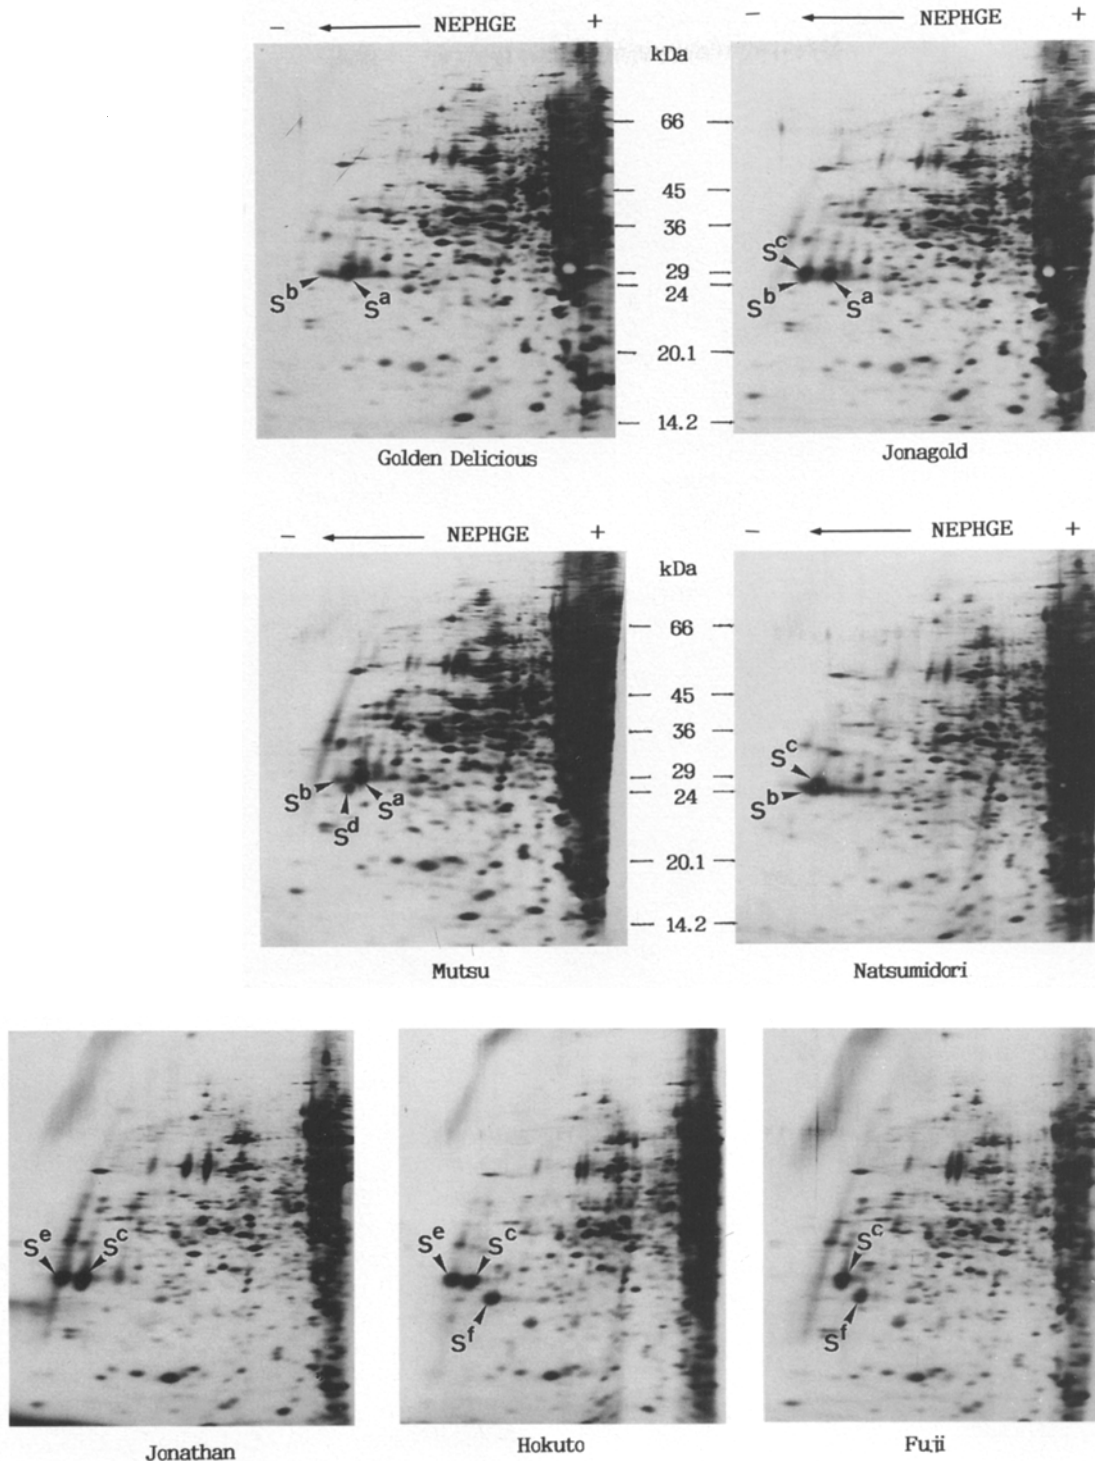 − ← NEPHGE +
− ← NEPHGE +
kDa
66
45
36
29
24
20.1
14.2
Sᵇ
Sᵃ
Sᶜ
Sᵇ
Sᵃ
Golden Delicious
Jonagold
− ← NEPHGE +
− ← NEPHGE +
kDa
66
45
36
29
24
20.1
14.2
Sᵇ
Sᵈ
Sᵃ
Sᶜ
Sᵇ
Mutsu
Natsumidori
Sᵉ
Sᶜ
Sᵉ
Sᶜ
Sᶠ
Sᶜ
Sᶠ
Jonathan
Hokuto
Fuji